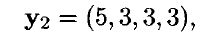 y₂ = (5, 3, 3, 3),